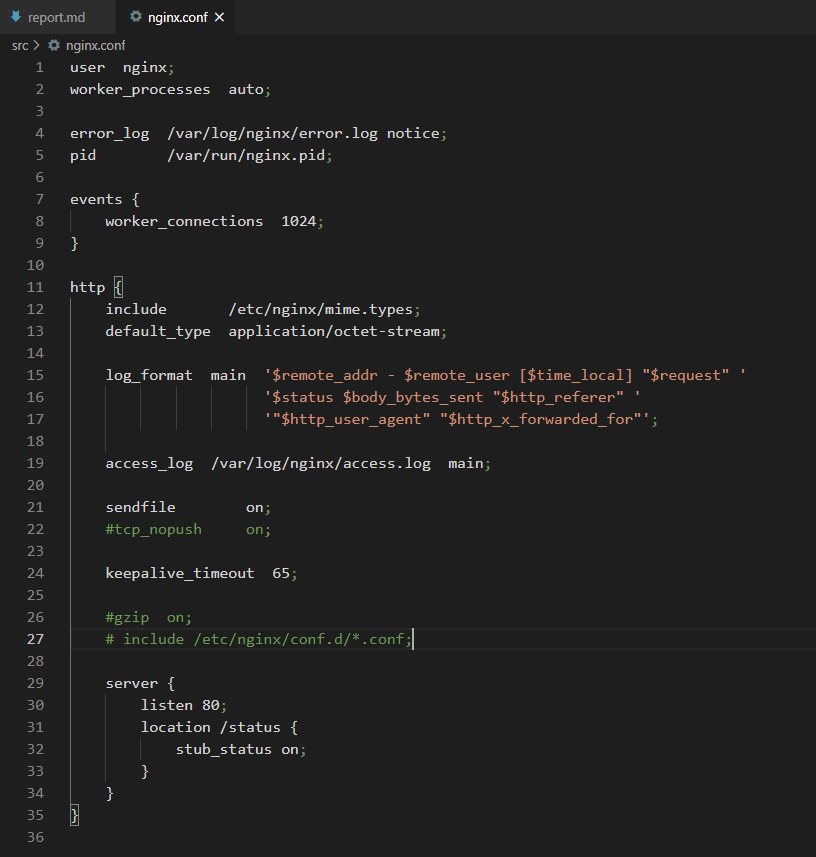 report.md nginx.conf
src > nginx.conf
1 user  nginx;
2 worker_processes  auto;
3
4 error_log  /var/log/nginx/error.log notice;
5 pid        /var/run/nginx.pid;
6
7 events {
8     worker_connections  1024;
9 }
10
11 http {
12     include       /etc/nginx/mime.types;
13     default_type  application/octet-stream;
14
15     log_format  main  '$remote_addr - $remote_user [$time_local] "$request" '
16                       '$status $body_bytes_sent "$http_referer" '
17                       '"$http_user_agent" "$http_x_forwarded_for"';
18
19     access_log  /var/log/nginx/access.log  main;
20
21     sendfile        on;
22     #tcp_nopush     on;
23
24     keepalive_timeout  65;
25
26     #gzip  on;
27     # include /etc/nginx/conf.d/*.conf;
28
29     server {
30         listen 80;
31         location /status {
32             stub_status on;
33         }
34     }
35 }
36